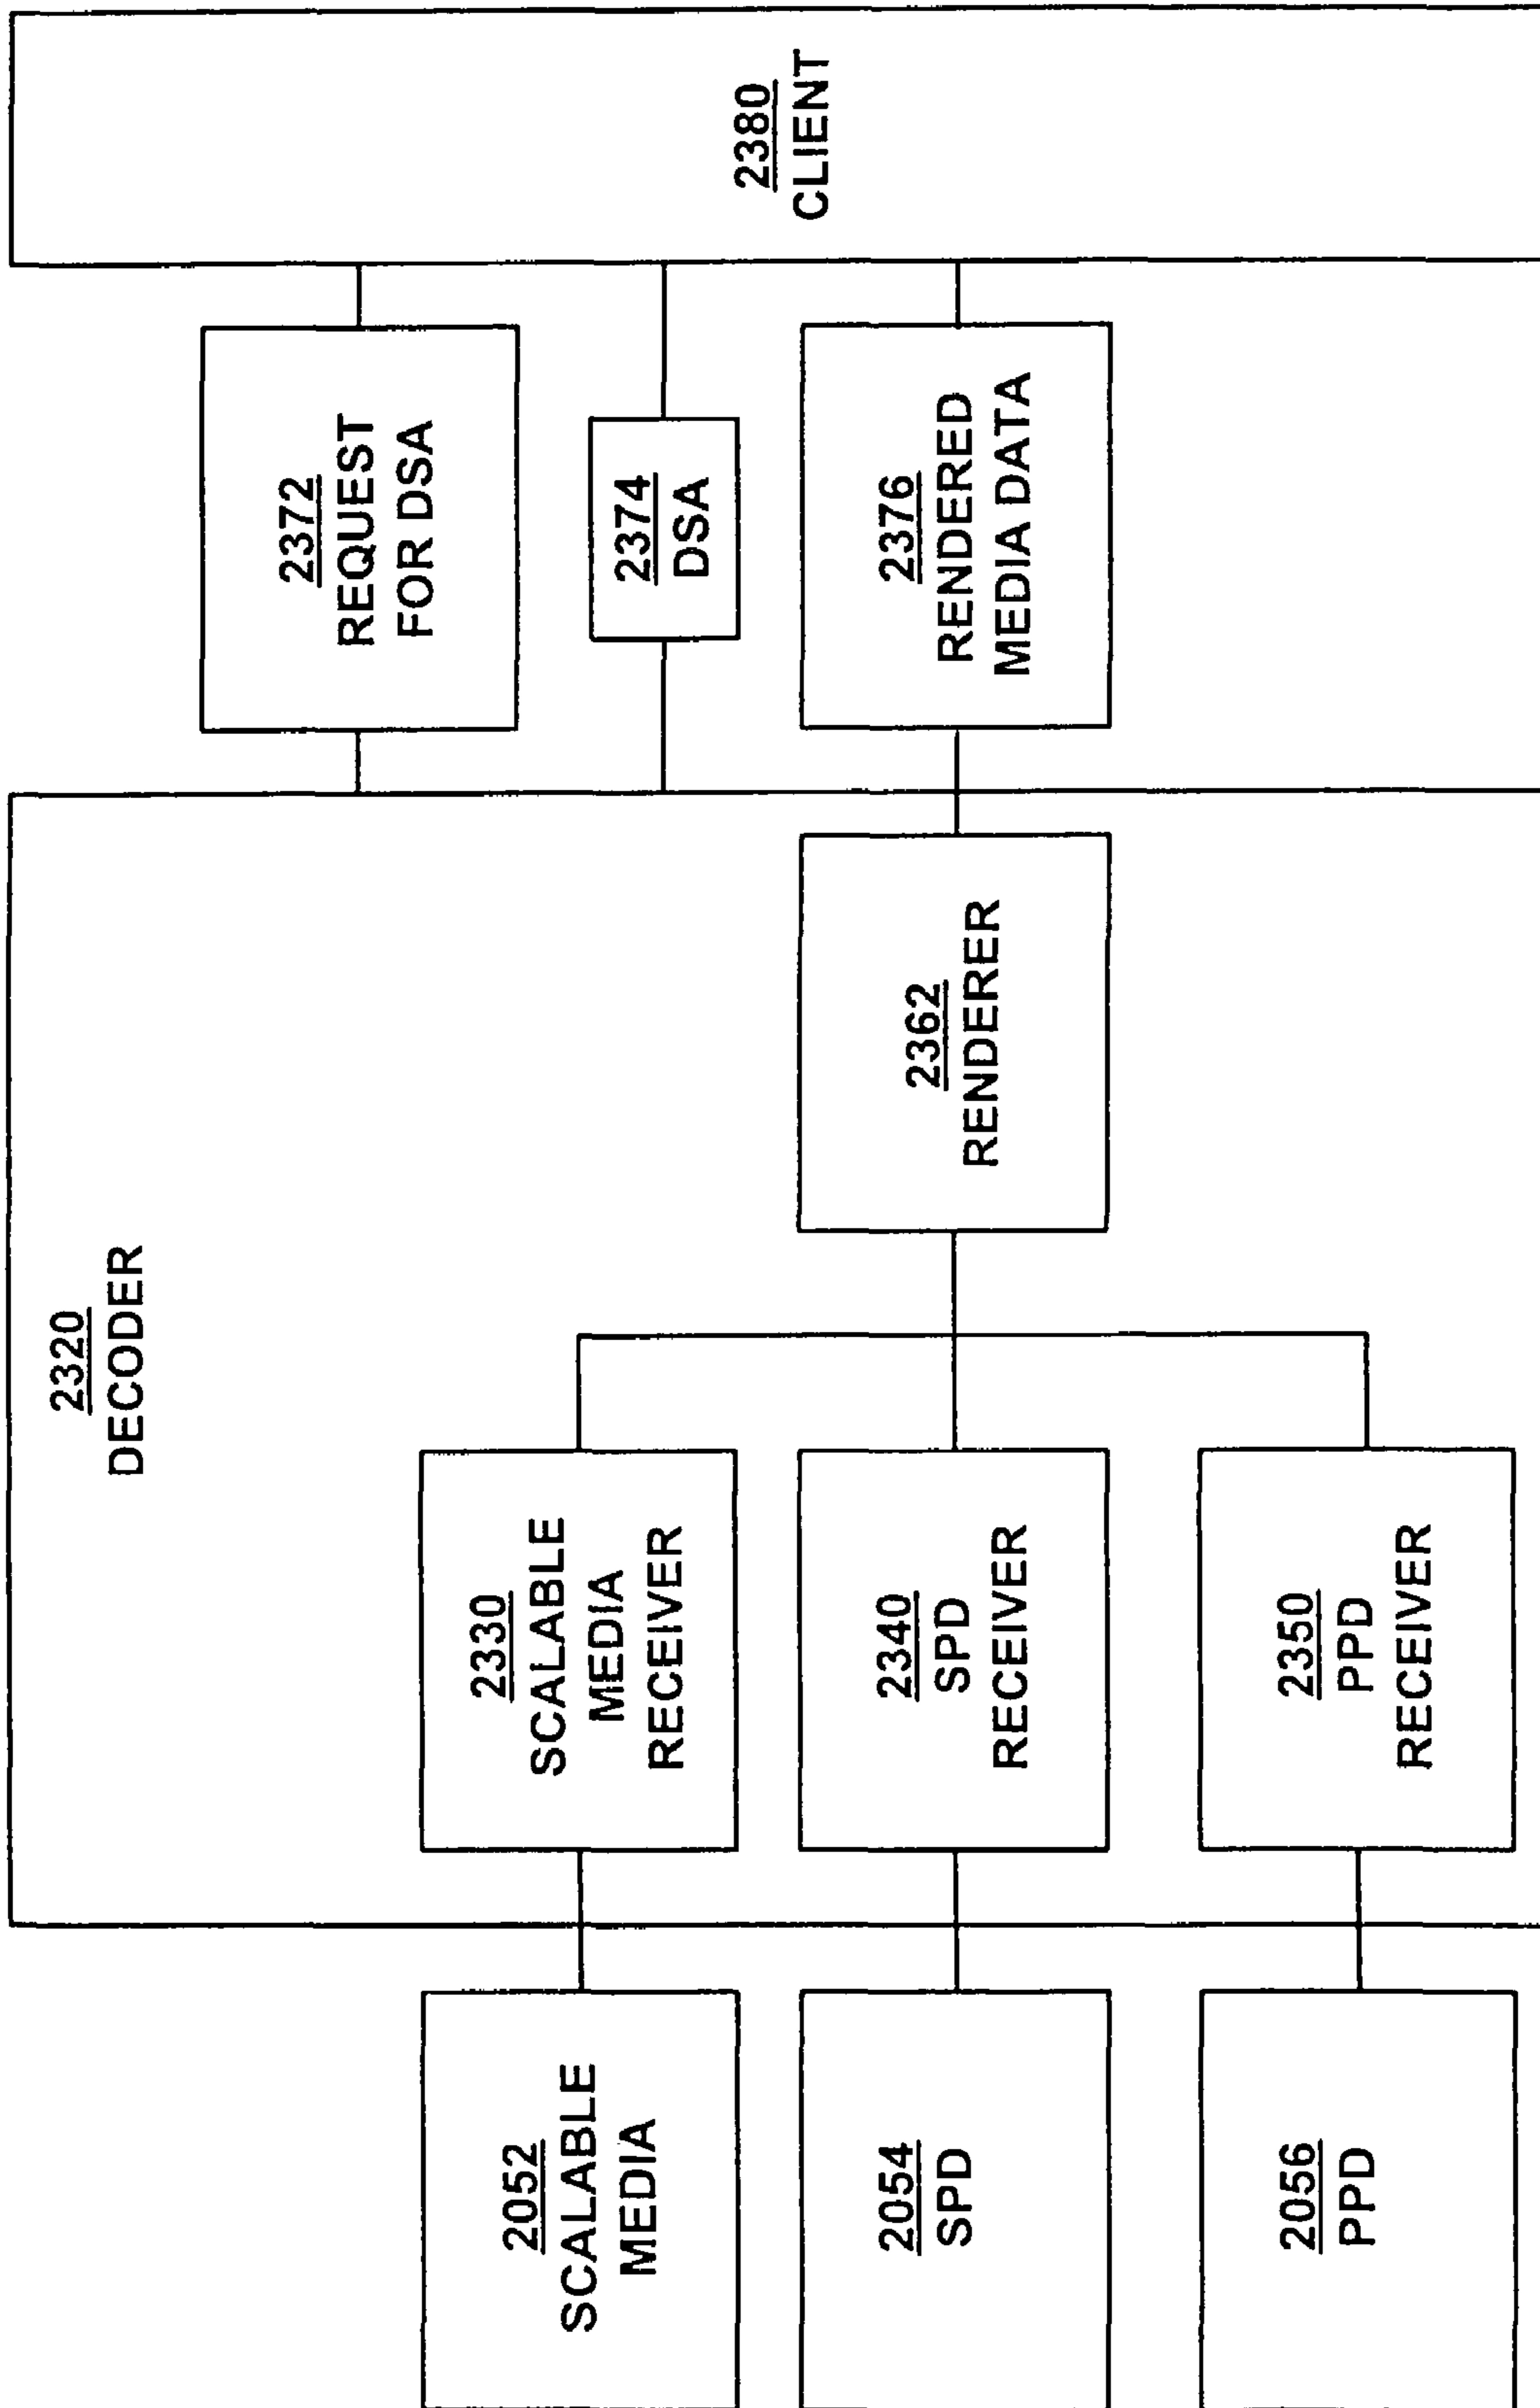 2320
DECODER
2052
SCALABLE
MEDIA
2330
SCALABLE
MEDIA
RECEIVER
2372
REQUEST
FOR DSA
2374
DSA
2054
SPD
2340
SPD
RECEIVER
2362
RENDERER
2376
RENDERED
MEDIA DATA
2056
PPD
2350
PPD
RECEIVER
2380
CLIENT